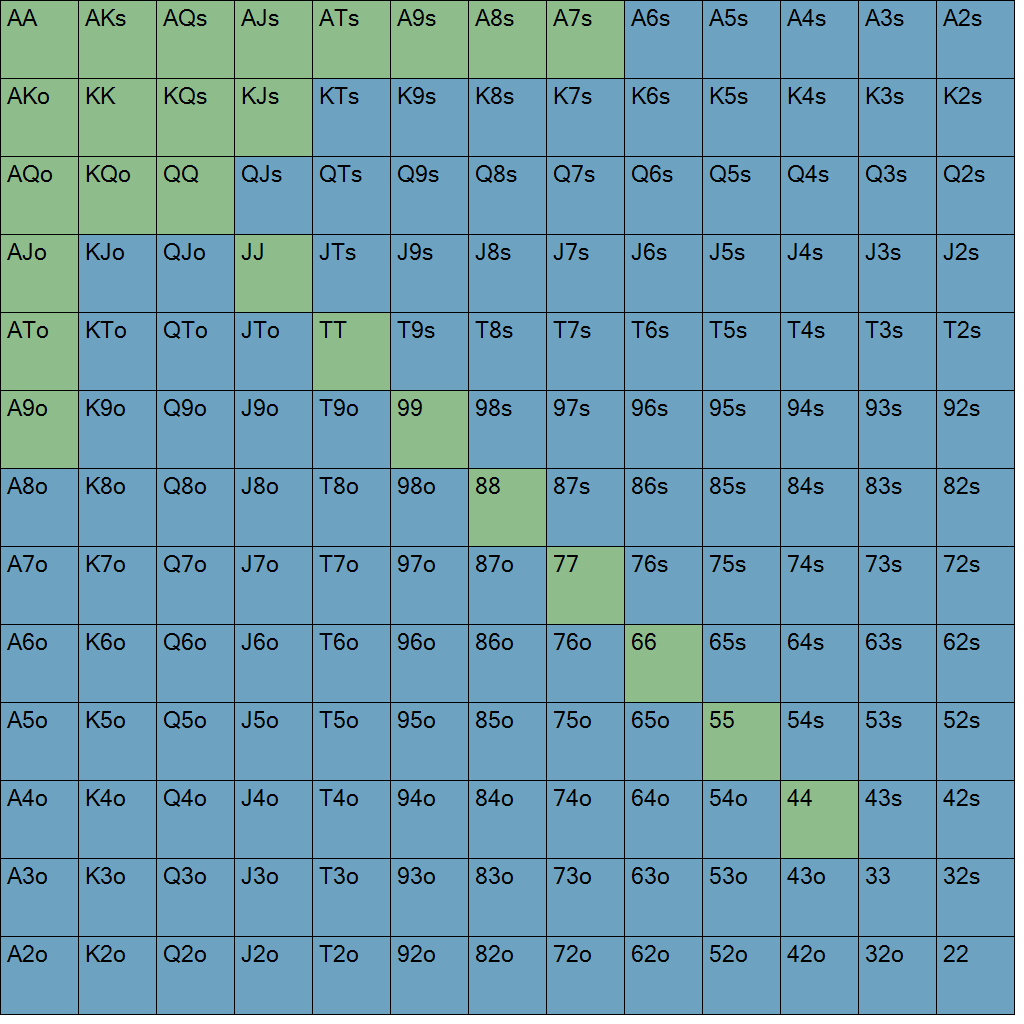 AA AKs AQs AJs ATs A9s A8s A7s A6s A5s A4s A3s A2s
AKo KK KQs KJs KTs K9s K8s K7s K6s K5s K4s K3s K2s
AQo KQo QQ QJs QTs Q9s Q8s Q7s Q6s Q5s Q4s Q3s Q2s
AJo KJo QJo JJ JTs J9s J8s J7s J6s J5s J4s J3s J2s
ATo KTo QTo JTo TT T9s T8s T7s T6s T5s T4s T3s T2s
A9o K9o Q9o J9o T9o 99 98s 97s 96s 95s 94s 93s 92s
A8o K8o Q8o J8o T8o 98o 88 87s 86s 85s 84s 83s 82s
A7o K7o Q7o J7o T7o 97o 87o 77 76s 75s 74s 73s 72s
A6o K6o Q6o J6o T6o 96o 86o 76o 66 65s 64s 63s 62s
A5o K5o Q5o J5o T5o 95o 85o 75o 65o 55 54s 53s 52s
A4o K4o Q4o J4o T4o 94o 84o 74o 64o 54o 44 43s 42s
A3o K3o Q3o J3o T3o 93o 83o 73o 63o 53o 43o 33 32s
A2o K2o Q2o J2o T2o 92o 82o 72o 62o 52o 42o 32o 22